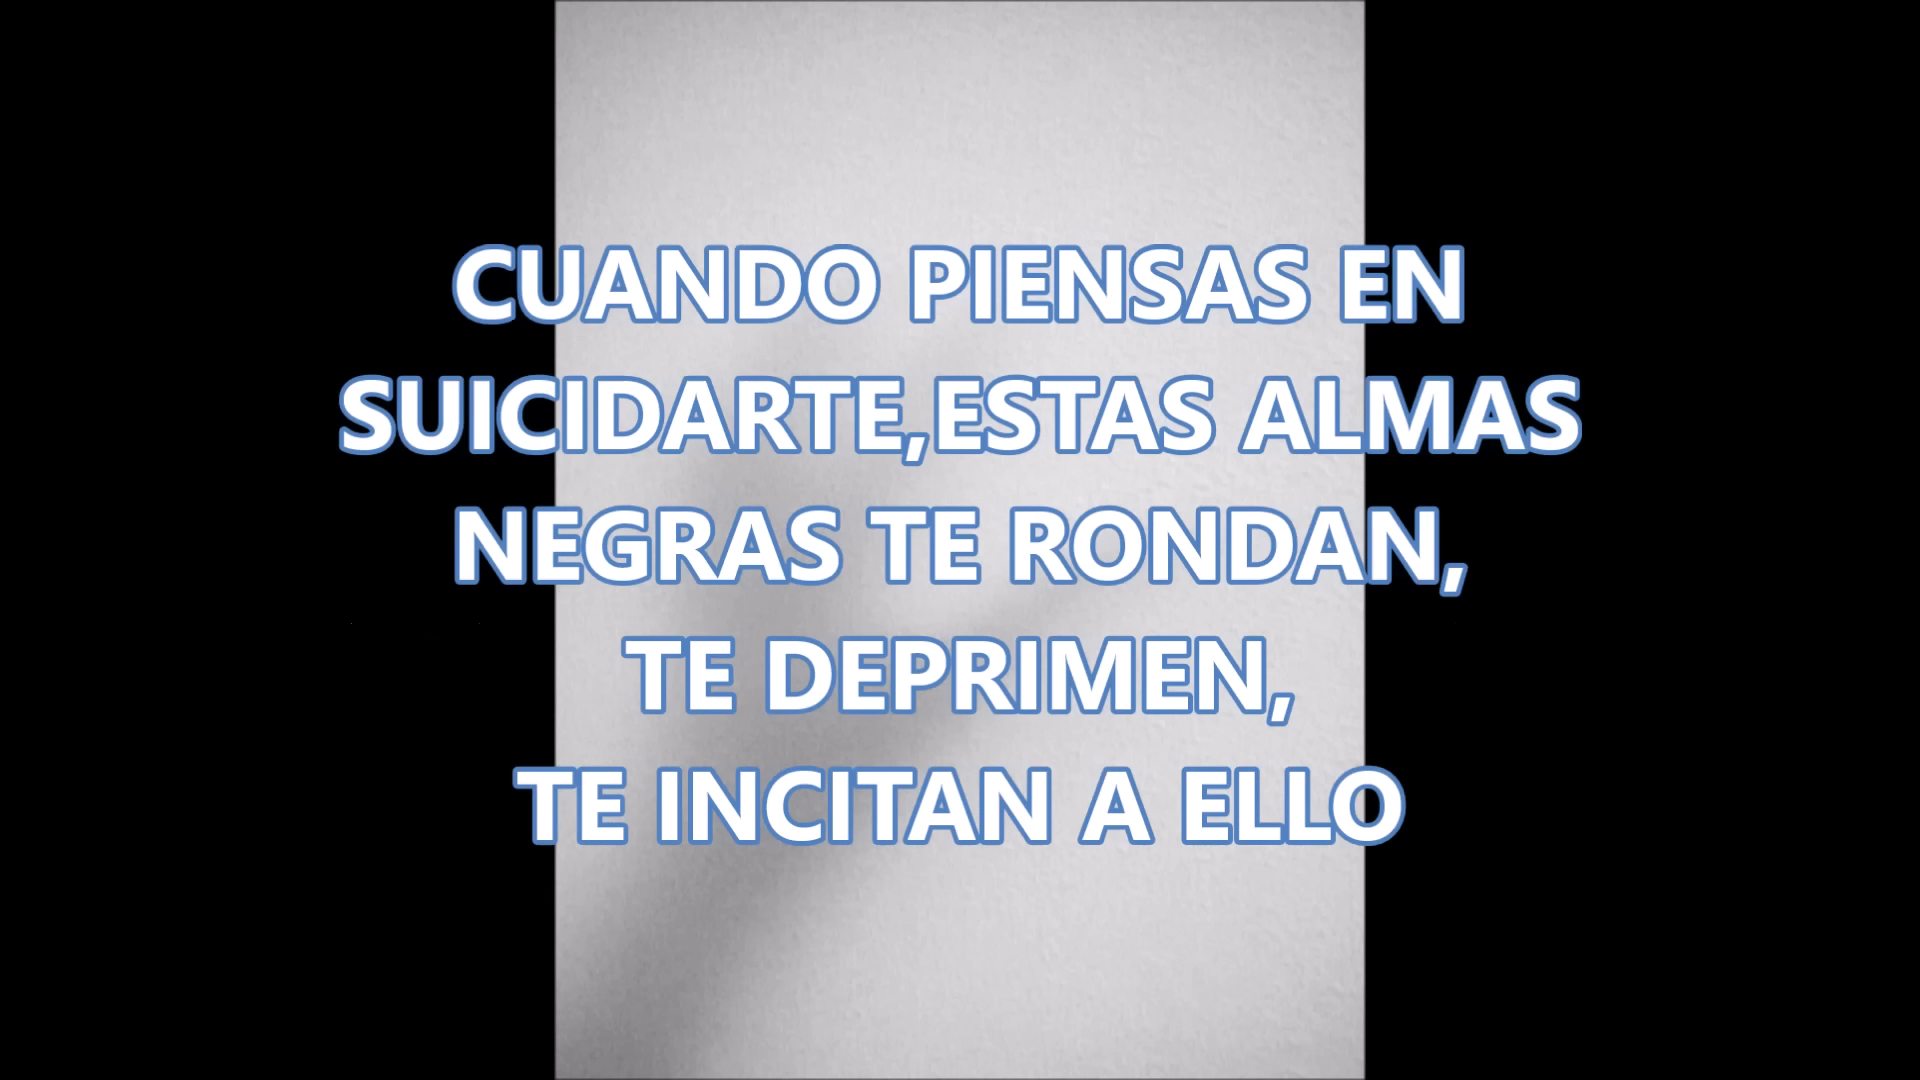 CUANDO PIENSAS EN
SUICIDARTE,ESTAS ALMAS
NEGRAS TE RONDAN,
TE DEPRIMEN,
TE INCITAN A ELLO